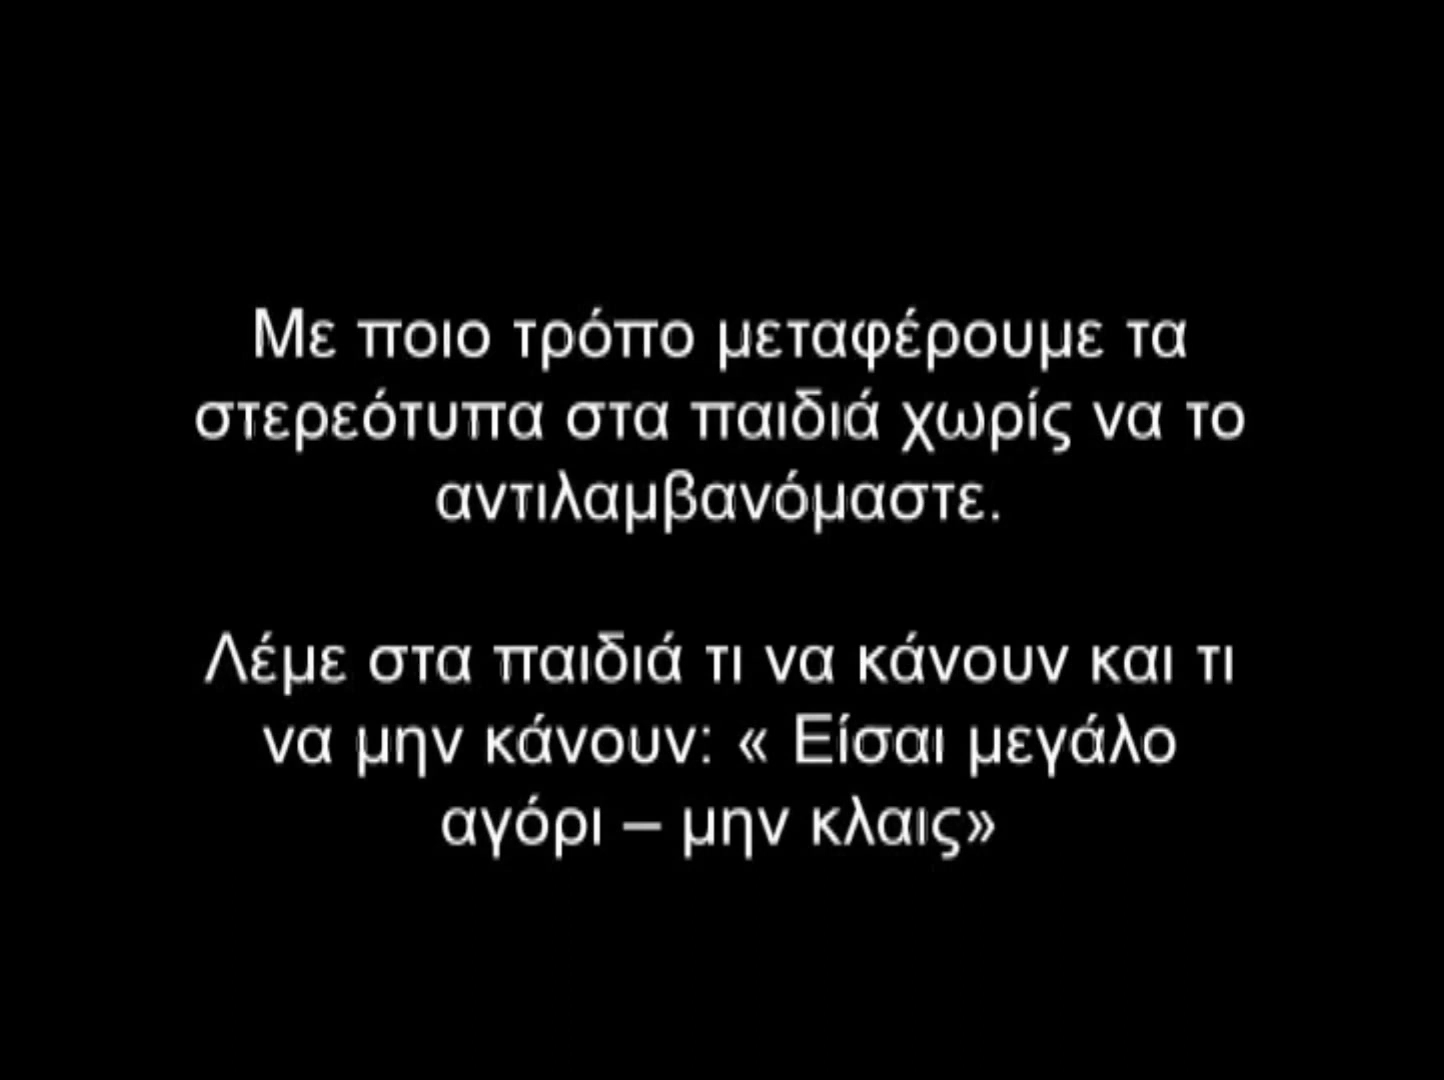 Με ποιο τρόπο μεταφέρουμε τα
στερεότυπα στα παιδιά χωρίς να το
αντιλαμβανόμαστε.
Λέμε στα παιδιά τι να κάνουν και τι
να μην κάνουν: « Είσαι μεγάλο
αγόρι – μην κλαις»